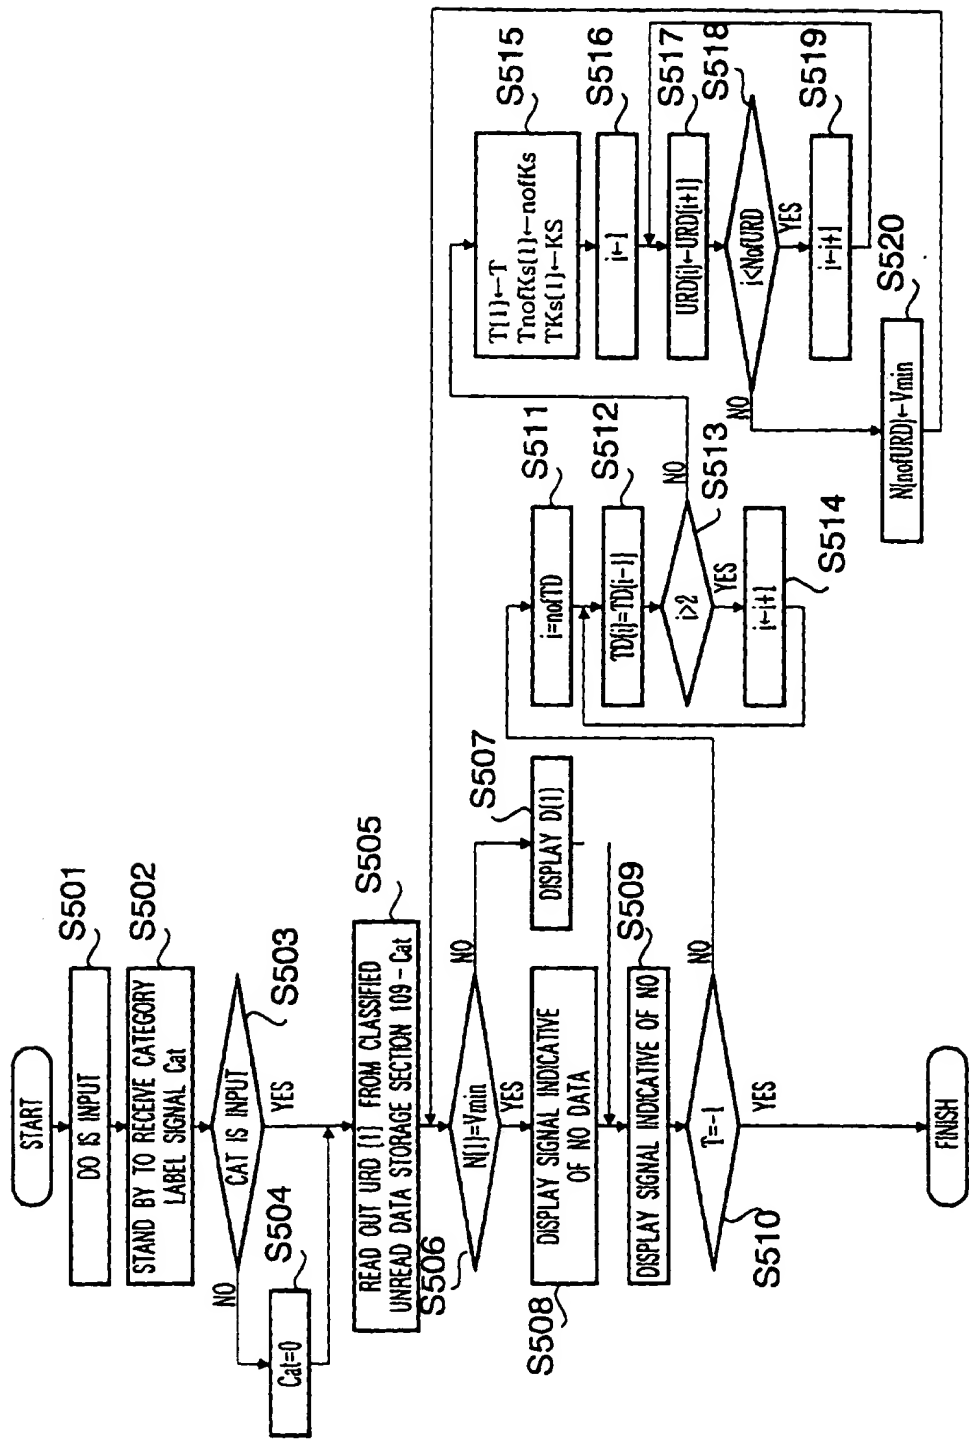 START
DO IS INPUT
S501
STAND BY TO RECEIVE CATEGORY
LABEL SIGNAL Cat
S502
CAT IS INPUT
S503
NO
YES
Cat=0
S504
READ OUT URD (1) FROM CLASSIFIED
UNREAD DATA STORAGE SECTION 109-Cat
S505
N(1)=Vmin
S506
NO
YES
DISPLAY D(1)
S507
DISPLAY SIGNAL INDICATIVE
OF NO DATA
S508
DISPLAY SIGNAL INDICATIVE OF NO
S509
T=-1
S510
NO
YES
FINISH
i=nofTD
S511
TD(i)=TD(i-1)
S512
i>2
S513
NO
YES
i←i+1
S514
T(1)←T
TnofKs(1)←nofKs
TKs(1)←KS
S515
i←1
S516
URD(i)←URD(i+1)
S517
i<NofURD
S518
YES
NO
i←i+1
S519
N(nofURD)←Vmin
S520